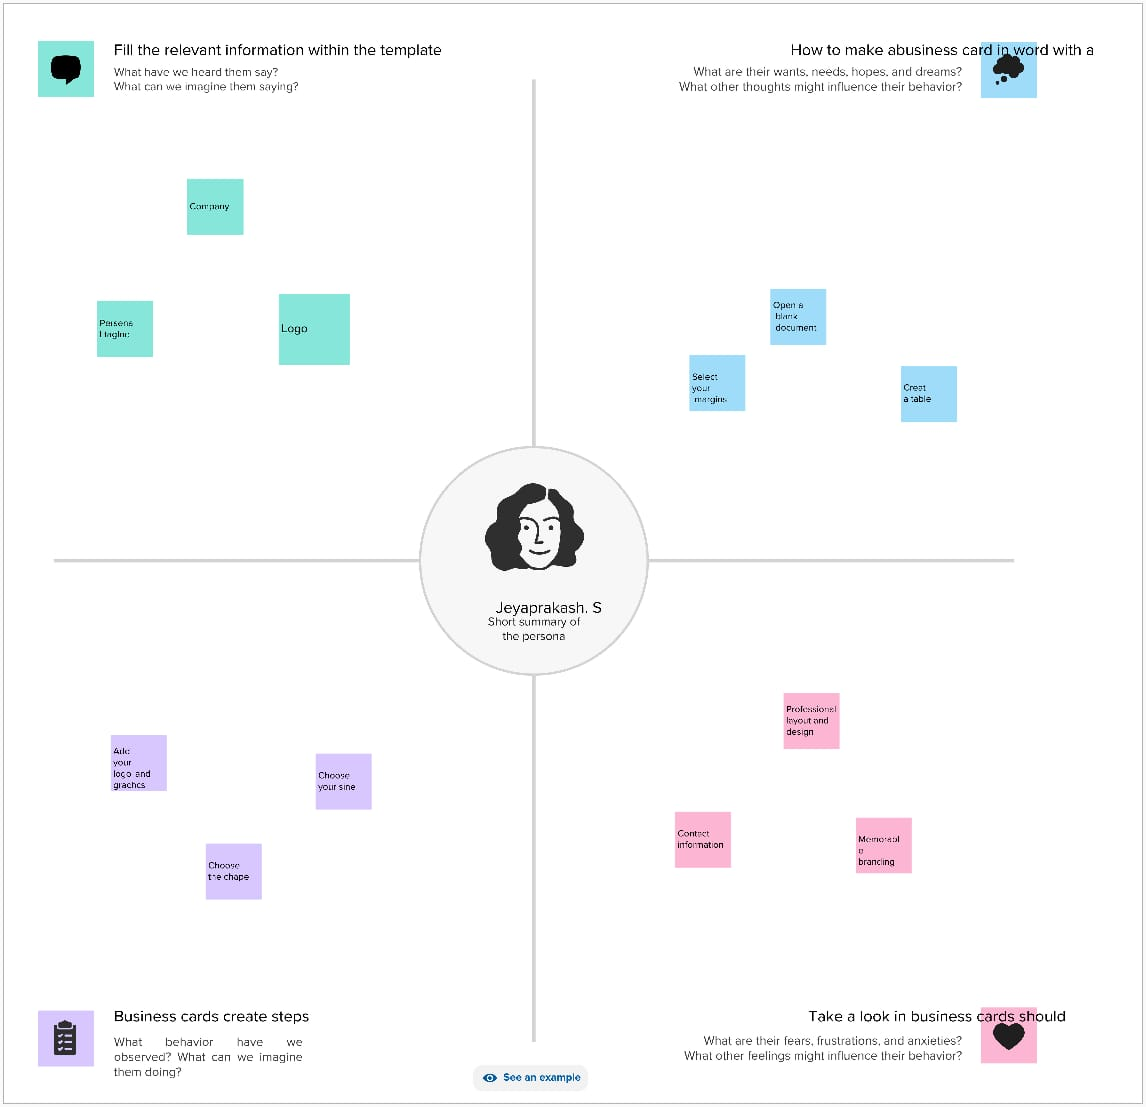 Fill the relevant information within the template
What have we heard them say?
What can we imagine them saying?
How to make abusiness card in word with a
What are their wants, needs, hopes, and dreams?
What other thoughts might influence their behavior?
Company
Persona
l tagline
Logo
Open a
blank
document
Select
your
margins
Creat
a table
Jeyaprakash. S
Short summary of
the persona
Add
your
logo and
grachcs
Choose
your sine
Choose
the chape
Professional
layout and
design
Contact
information
Memorabl
e
branding
Business cards create steps
What behavior have we
observed? What can we imagine
them doing?
Take a look in business cards should
What are their fears, frustrations, and anxieties?
What other feelings might influence their behavior?
See an example